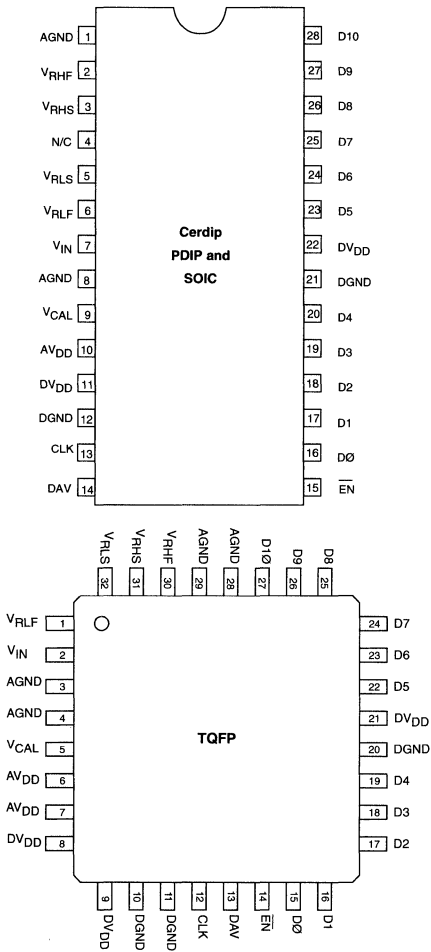 AGND 1 28 D10
VRHF 2 27 D9
VRHS 3 26 D8
N/C 4 25 D7
VRLS 5 24 D6
VRLF 6 23 D5
VIN 7 22 DVDD
AGND 8 21 DGND
VCAL 9 20 D4
AVDD 10 19 D3
DVDD 11 18 D2
DGND 12 17 D1
CLK 13 16 DØ
DAV 14 15 EN
Cerdip
PDIP and
SOIC
VRLS VRHS VRHF AGND AGND D1Ø D9 D8
32 31 30 29 28 27 26 25
VRLF 1 24 D7
VIN 2 23 D6
AGND 3 22 D5
AGND 4 21 DVDD
VCAL 5 20 DGND
AVDD 6 19 D4
AVDD 7 18 D3
DVDD 8 17 D2
TQFP
9 10 11 12 13 14 15 16
DVDD DGND DGND CLK DAV EN DØ D1